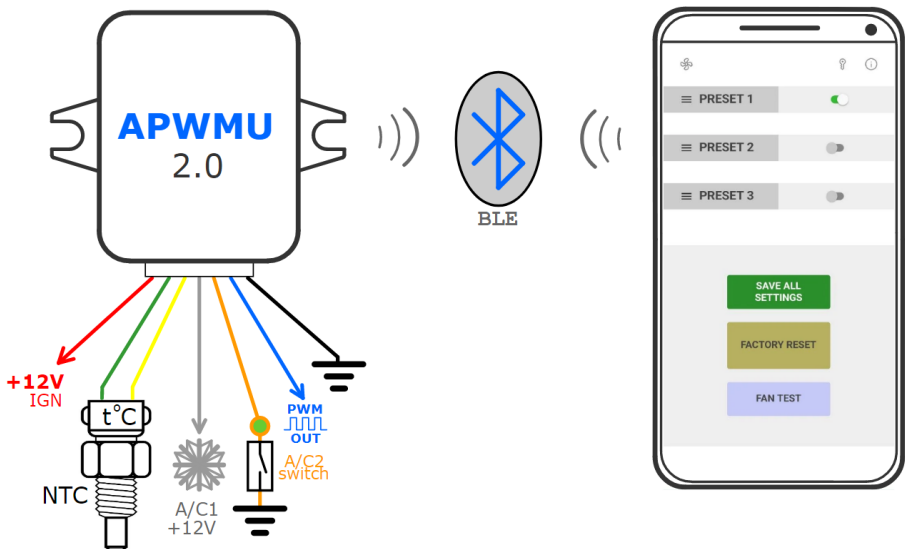 APWMU
2.0
BLE
+12V
IGN
t°C
NTC
A/C1
+12V
A/C2
switch
PWM
OUT
PRESET 1
PRESET 2
PRESET 3
SAVE ALL
SETTINGS
FACTORY RESET
FAN TEST